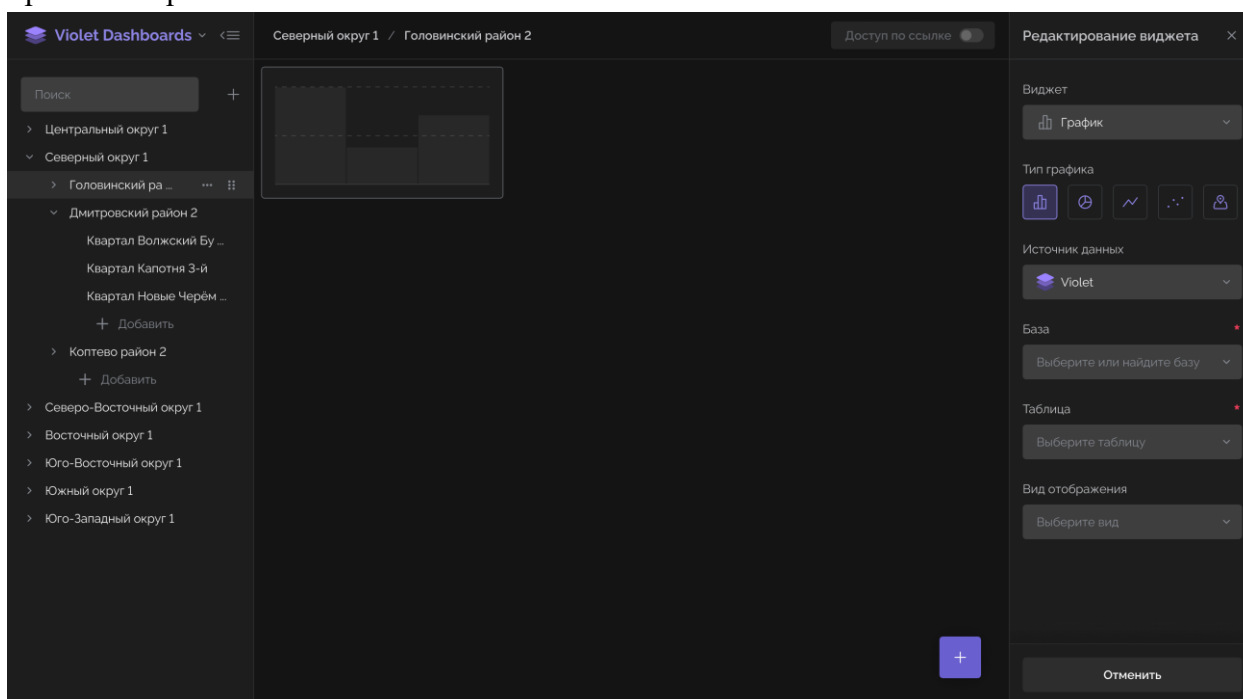 Violet Dashboards
Северный округ 1 / Головинский район 2
Доступ по ссылке
Редактирование виджета
Поиск
Центральный округ 1
Северный округ 1
Головинский ра ...
Дмитровский район 2
Квартал Волжский Бу ...
Квартал Капотня 3-й
Квартал Новые Черём ...
+ Добавить
Коптево район 2
+ Добавить
Северо-Восточный округ 1
Восточный округ 1
Юго-Восточный округ 1
Южный округ 1
Юго-Западный округ 1
Виджет
График
Тип графика
Источник данных
Violet
База *
Выберите или найдите базу
Таблица *
Выберите таблицу
Вид отображения
Выберите вид
Отменить